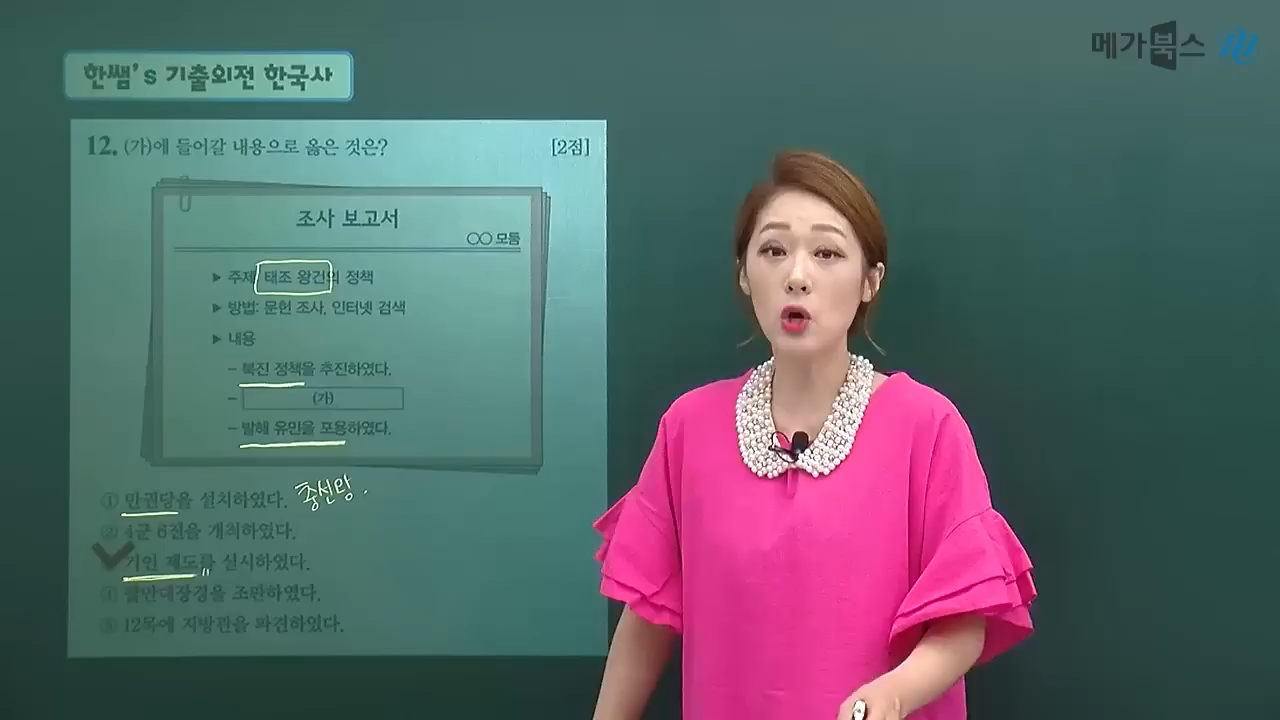 메가북스
한쌤's 기출외전 한국사
12. (가)에 들어갈 내용으로 옳은 것은? [2점]
조사 보고서
○○ 모둠
▶ 주제: 태조 왕건의 정책
▶ 방법: 문헌 조사, 인터넷 검색
▶ 내용
– 북진 정책을 추진하였다.
– (가)
– 발해 유민을 포용하였다.
① 만권당을 설치하였다. 충선왕.
② 4군 6진을 개척하였다.
기인 제도를 실시하였다.
④ 팔만대장경을 조판하였다.
⑤ 12목에 지방관을 파견하였다.